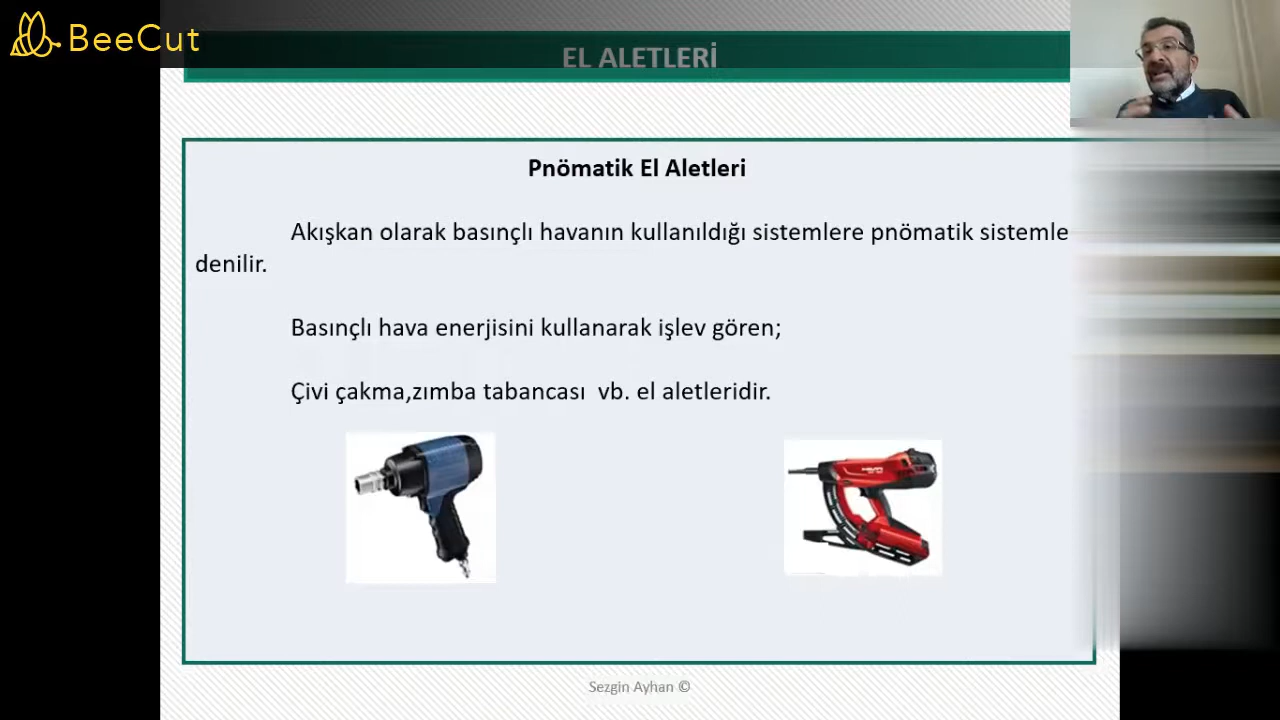 BeeCut
EL ALETLERİ
Pnömatik El Aletleri
Akışkan olarak basınçlı havanın kullanıldığı sistemlere pnömatik sistemle
denilir.
Basınçlı hava enerjisini kullanarak işlev gören;
Çivi çakma,zımba tabancası vb. el aletleridir.
Sezgin Ayhan ©